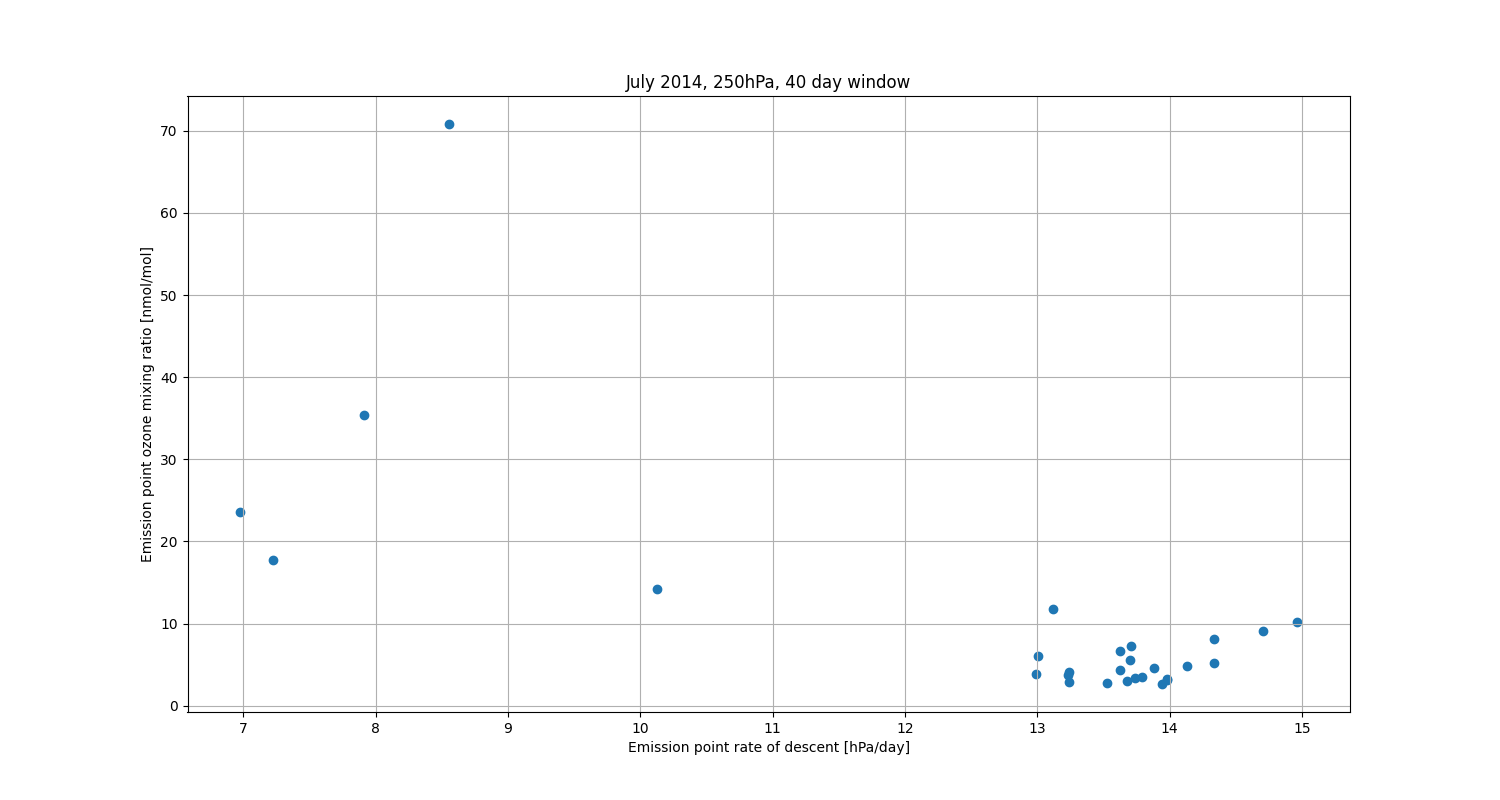 July 2014, 250hPa, 40 day window
Emission point ozone mixing ratio [nmol/mol]
70
60
50
40
30
20
10
0
7 8 9 10 11 12 13 14 15
Emission point rate of descent [hPa/day]